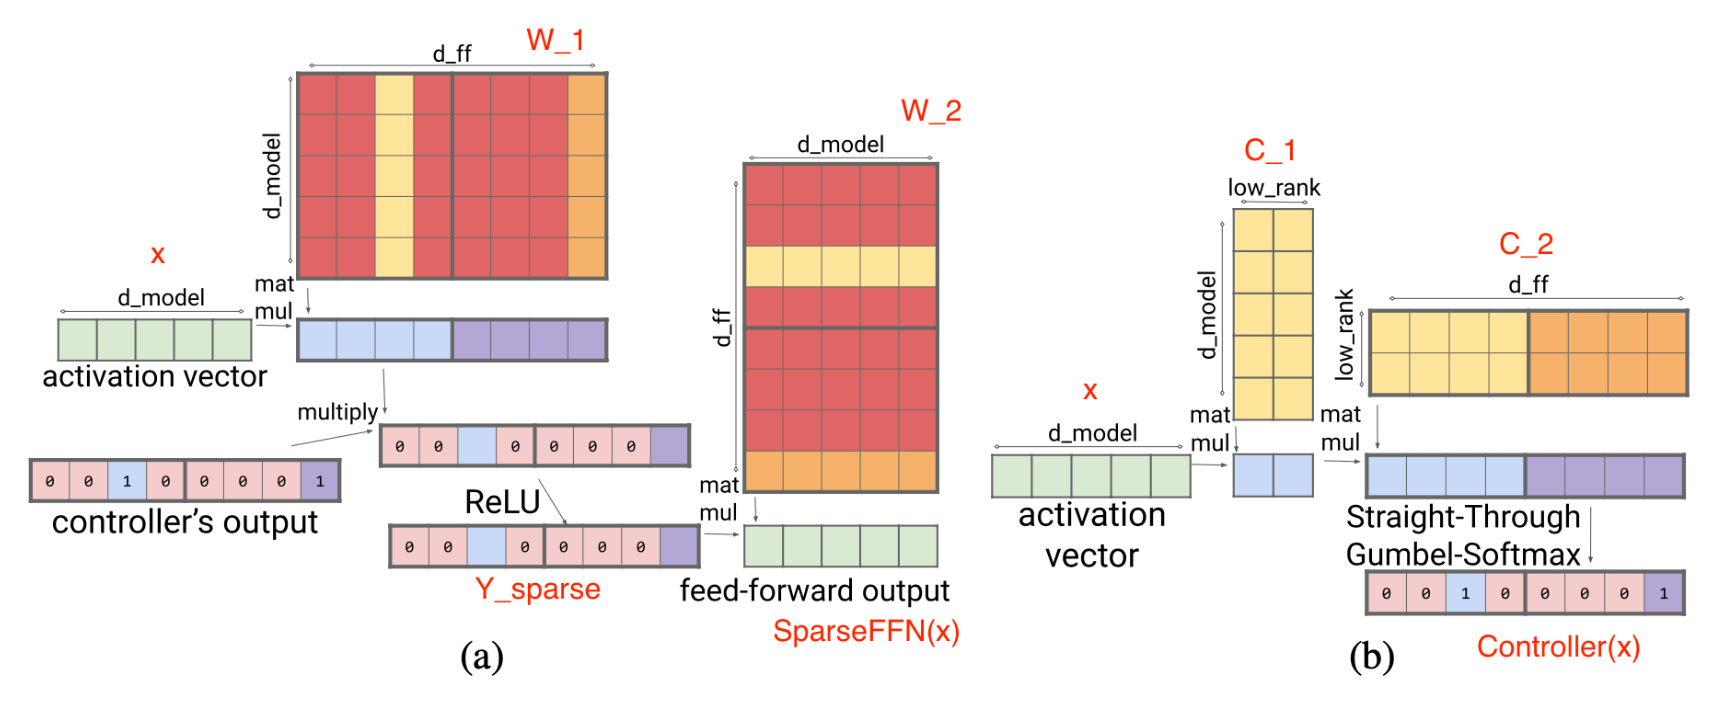 W_1
d_ff
d_model
x
d_model
activation vector
mat
mul
multiply
0 0 1 0 0 0 0 1
controller's output
0 0 0 0 0 0
ReLU
0 0 0 0 0 0
Y_sparse
W_2
d_model
d_ff
mat
mul
feed-forward output
SparseFFN(x)
(a)
C_1
low_rank
d_model
x
d_model
activation
vector
mat
mul
C_2
d_ff
low_rank
mat
mul
Straight-Through
Gumbel-Softmax
0 0 1 0 0 0 0 1
Controller(x)
(b)